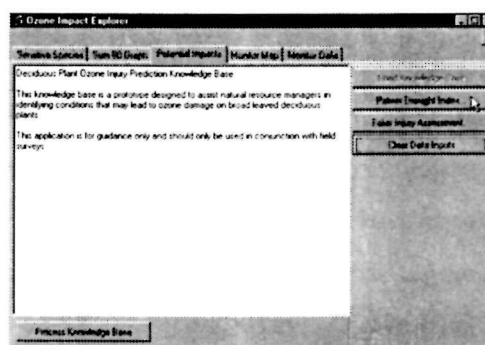 Ozone Impact Explorer
Sensitive Species Sum 60 Graph Potential Impacts Monitor Map Monitor Data
Deciduous Plant Ozone Injury Prediction Knowledge Base
This knowledge base is a prototype designed to assist natural resource managers in
identifying conditions that may lead to ozone damage on broad leaved deciduous
plants
This application is for guidance only and should only be used in conjunction with field
surveys
Load Knowledge
Palmer Drought Index
Foliar Injury Assessment
Clear Data Inputs
Process Knowledge Base